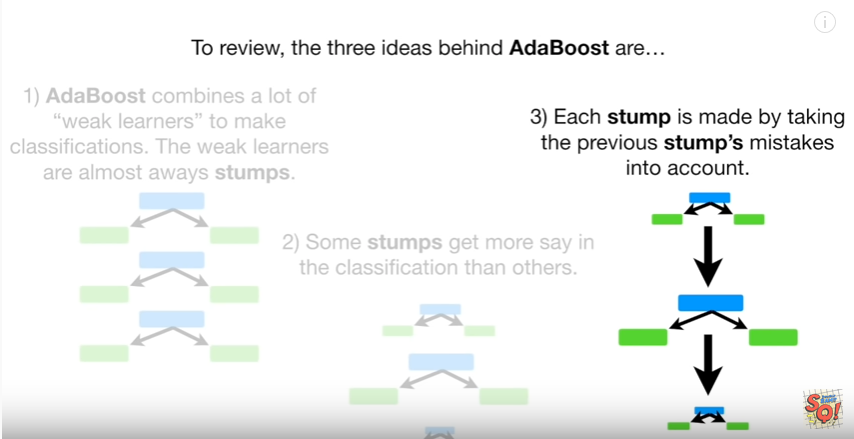 To review, the three ideas behind AdaBoost are…
1) AdaBoost combines a lot of
“weak learners” to make
classifications. The weak learners
are almost aways stumps.
2) Some stumps get more say in
the classification than others.
3) Each stump is made by taking
the previous stump’s mistakes
into account.
SQ!